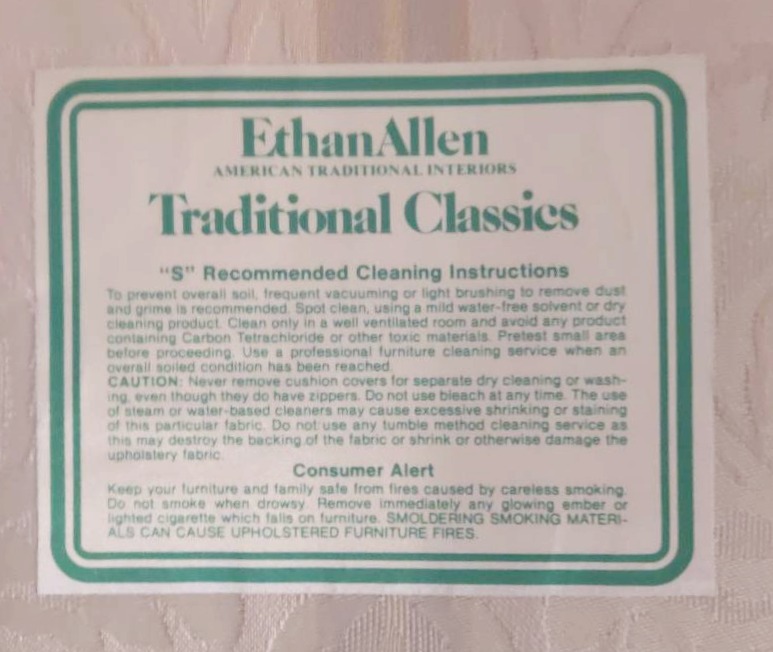 EthanAllen
AMERICAN TRADITIONAL INTERIORS
Traditional Classics
"S" Recommended Cleaning Instructions
To prevent overall soil, frequent vacuuming or light brushing to remove dust
and grime is recommended. Spot clean, using a mild water-free solvent or dry
cleaning product. Clean only in a well ventilated room and avoid any product
containing Carbon Tetrachloride or other toxic materials. Pretest small area
before proceeding. Use a professional furniture cleaning service when an
overall soiled condition has been reached.
CAUTION: Never remove cushion covers for separate dry cleaning or wash-
ing, even though they do have zippers. Do not use bleach at any time. The use
of steam or water-based cleaners may cause excessive shrinking or staining
of this particular fabric. Do not use any tumble method cleaning service as
this may destroy the backing of the fabric or shrink or otherwise damage the
upholstery fabric.
Consumer Alert
Keep your furniture and family safe from fires caused by careless smoking.
Do not smoke when drowsy. Remove immediately any glowing ember or
lighted cigarette which falls on furniture. SMOLDERING SMOKING MATERI-
ALS CAN CAUSE UPHOLSTERED FURNITURE FIRES.